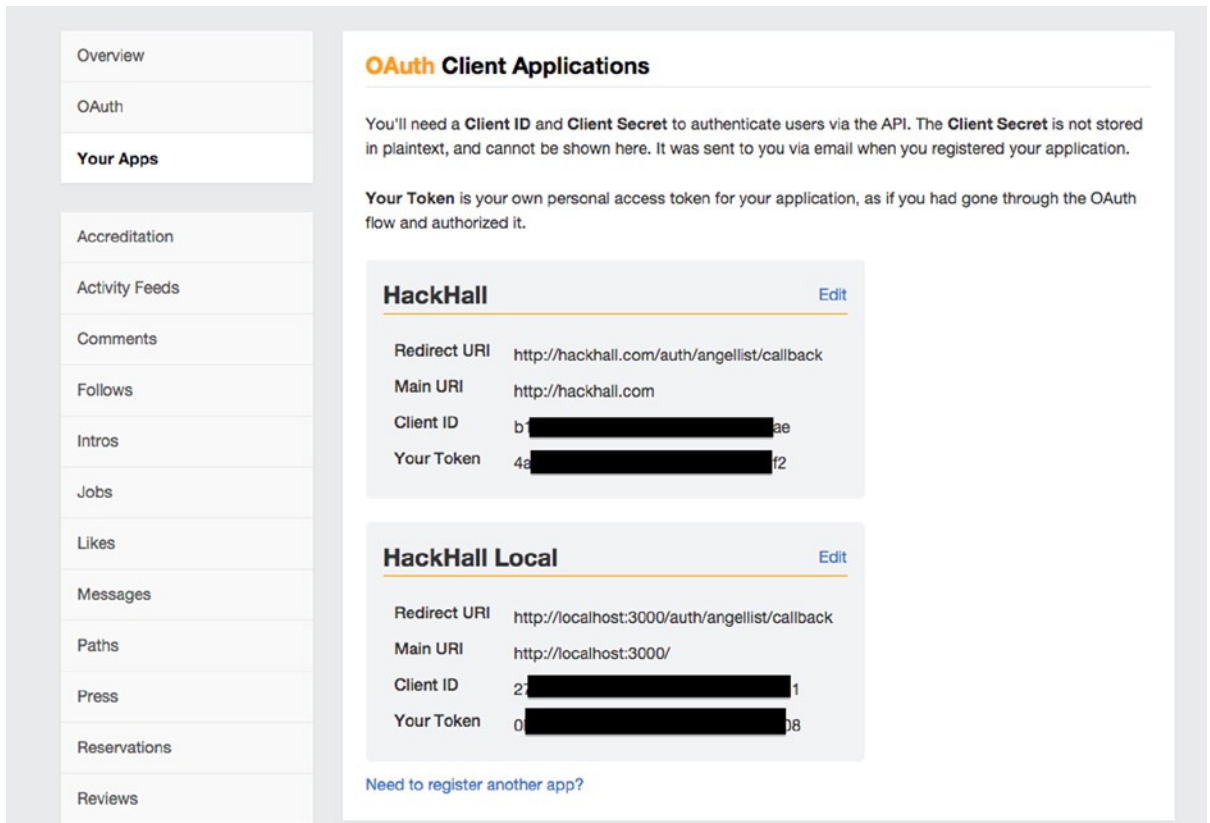 Overview
OAuth
Your Apps
Accreditation
Activity Feeds
Comments
Follows
Intros
Jobs
Likes
Messages
Paths
Press
Reservations
Reviews
OAuth Client Applications
You'll need a Client ID and Client Secret to authenticate users via the API. The Client Secret is not stored
in plaintext, and cannot be shown here. It was sent to you via email when you registered your application.
Your Token is your own personal access token for your application, as if you had gone through the OAuth
flow and authorized it.
HackHall Edit
Redirect URI http://hackhall.com/auth/angellist/callback
Main URI http://hackhall.com
Client ID b1 ae
Your Token 4a f2
HackHall Local Edit
Redirect URI http://localhost:3000/auth/angellist/callback
Main URI http://localhost:3000/
Client ID 27 1
Your Token 0 08
Need to register another app?